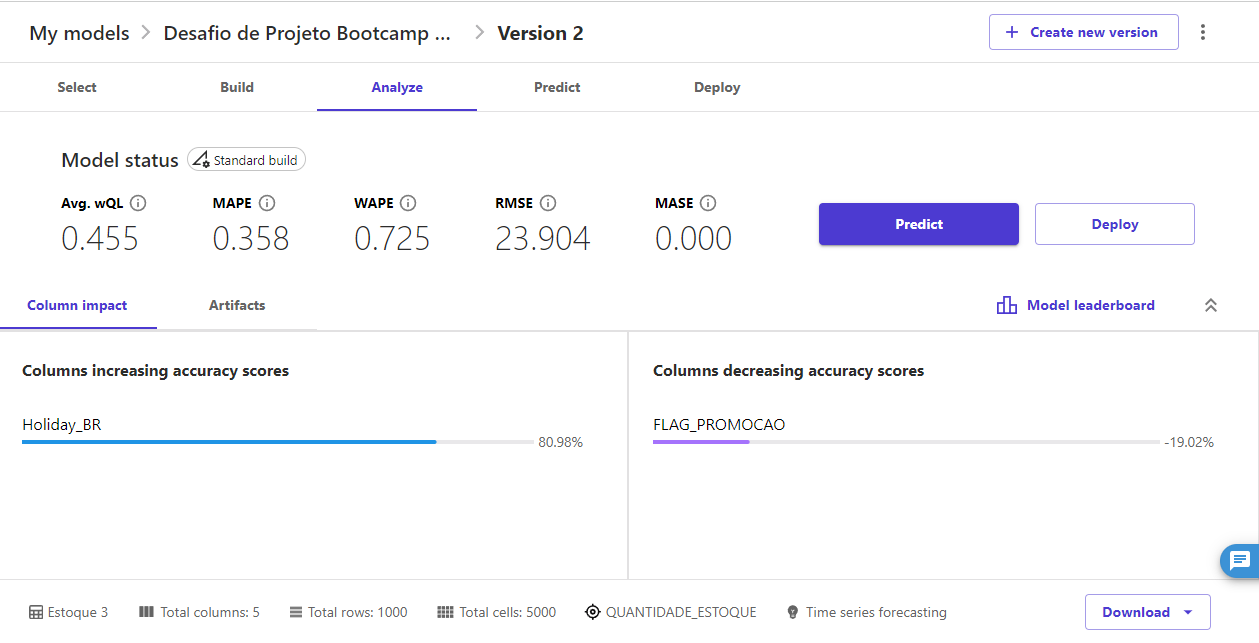 My models > Desafio de Projeto Bootcamp ... > Version 2
+ Create new version
Select Build Analyze Predict Deploy
Model status Standard build
Avg. wQL MAPE WAPE RMSE MASE
0.455 0.358 0.725 23.904 0.000
Predict Deploy
Column impact Artifacts
Model leaderboard
Columns increasing accuracy scores
Holiday_BR
80.98%
Columns decreasing accuracy scores
FLAG_PROMOCAO
-19.02%
Estoque 3 Total columns: 5 Total rows: 1000 Total cells: 5000 QUANTIDADE_ESTOQUE Time series forecasting
Download